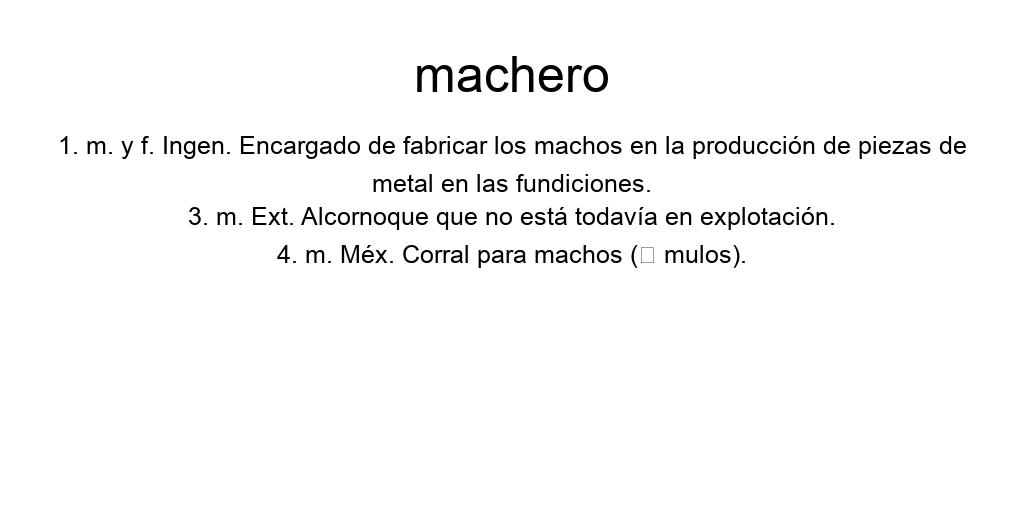 machero
1. m. y f. Ingen. Encargado de fabricar los machos en la producción de piezas de
metal en las fundiciones.
3. m. Ext. Alcornoque que no está todavía en explotación.
4. m. Méx. Corral para machos (□ mulos).